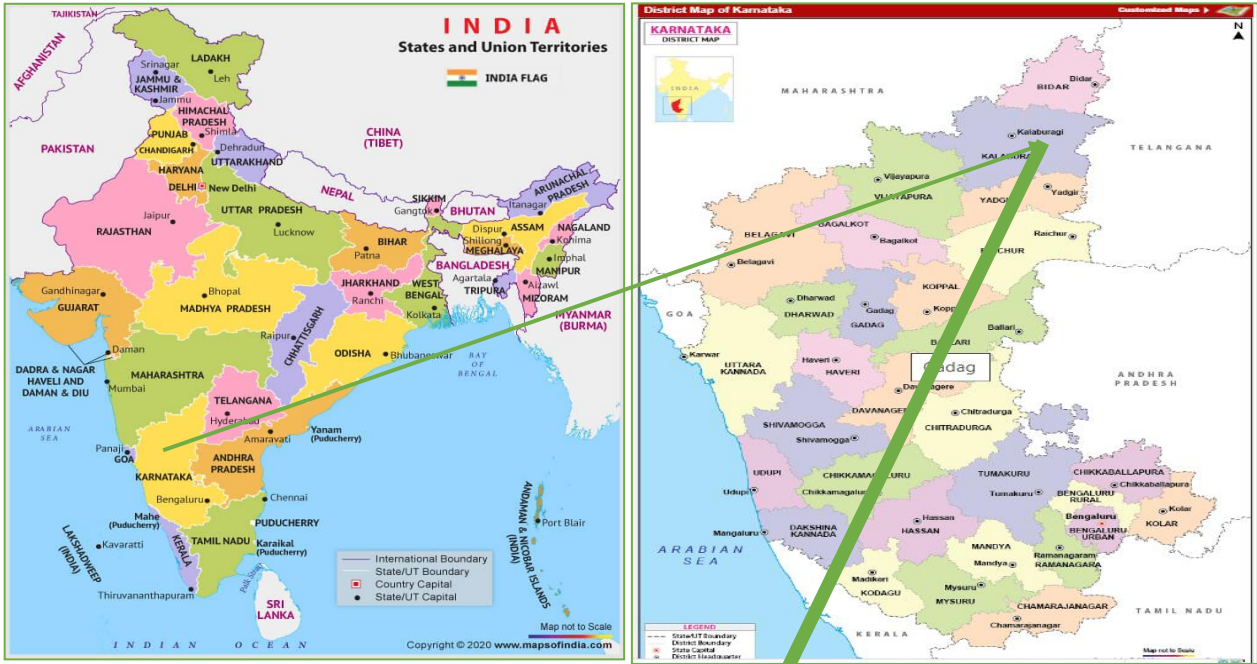 TAJIKISTAN
AFGHANISTAN
INDIA
States and Union Territories
INDIA FLAG
LADAKH
Srinagar
Leh
JAMMU &
KASHMIR
Jammu
HIMACHAL
PRADESH
Shimla
PUNJAB
CHANDIGARH
Dehradun
UTTARAKHAND
CHINA
(TIBET)
PAKISTAN
HARYANA
DELHI
New Delhi
NEPAL
SIKKIM
Gangtok
BHUTAN
ARUNACHAL
PRADESH
Itanagar
Jaipur
RAJASTHAN
UTTAR PRADESH
Lucknow
BIHAR
Patna
Dispur
ASSAM
NAGALAND
Shillong
Kohima
MEGHALAYA
Imphal
MANIPUR
BANGLADESH
Agartala
TRIPURA
Aizawl
MIZORAM
MYANMAR
(BURMA)
Gandhinagar
GUJARAT
Bhopal
MADHYA PRADESH
JHARKHAND
Ranchi
WEST
BENGAL
Kolkata
Raipur
CHHATTISGARH
ODISHA
Bhubaneswar
BAY
OF
BENGAL
Daman
DADRA & NAGAR
HAVELI AND
DAMAN & DIU
Mumbai
MAHARASHTRA
TELANGANA
Hyderabad
Amaravati
Yanam
(Puducherry)
ARABIAN
SEA
Panaji
GOA
ANDHRA
PRADESH
KARNATAKA
Bengaluru
Chennai
Mahe
(Puducherry)
PUDUCHERRY
TAMIL NADU
Karaikal
(Puducherry)
KERALA
LAKSHADWEEP
(INDIA)
Kavaratti
Thiruvananthapuram
Palk Strait
SRI
LANKA
ANDAMAN & NICOBAR ISLANDS
(INDIA)
Port Blair
International Boundary
State/UT Boundary
Country Capital
State/UT Capital
Map not to Scale
INDIAN OCEAN
Copyright © 2020 www.mapsofindia.com
District Map of Karnataka
Customized Maps
KARNATAKA
DISTRICT MAP
INDIA
N
MAHARASHTRA
Bidar
BIDAR
Kalaburagi
TELANGANA
Vijayapura
VIJAYAPURA
Yadgir
BELAGAVI
Belagavi
BAGALKOT
Bagalkot
Raichur
GOA
Dharwad
DHARWAD
Gadag
GADAG
KOPPAL
Ballari
Karwar
UTTARA
KANNADA
Haveri
HAVERI
Gadag
ANDHRA
PRADESH
DAVANAGERE
Chitradurga
CHITRADURGA
SHIVAMOGGA
Shivamogga
UDUPI
Udupi
Chikkamagaluru
TUMAKURU
Tumakuru
CHIKKABALLAPURA
Chikkaballapura
BENGALURU
RURAL
Bengaluru
BENGALURU
URBAN
Kolar
KOLAR
Mangaluru
DAKSHINA
KANNADA
Hassan
HASSAN
ARABIAN
SEA
MANDYA
Mandya
Ramanagaram
RAMANAGARA
Madikeri
KODAGU
Mysuru
MYSURU
CHAMARAJANAGAR
Chamarajanagar
KERALA
TAMIL NADU
LEGEND
State/UT Boundary
District Boundary
State Capital
District Headquarter
Map not to Scale